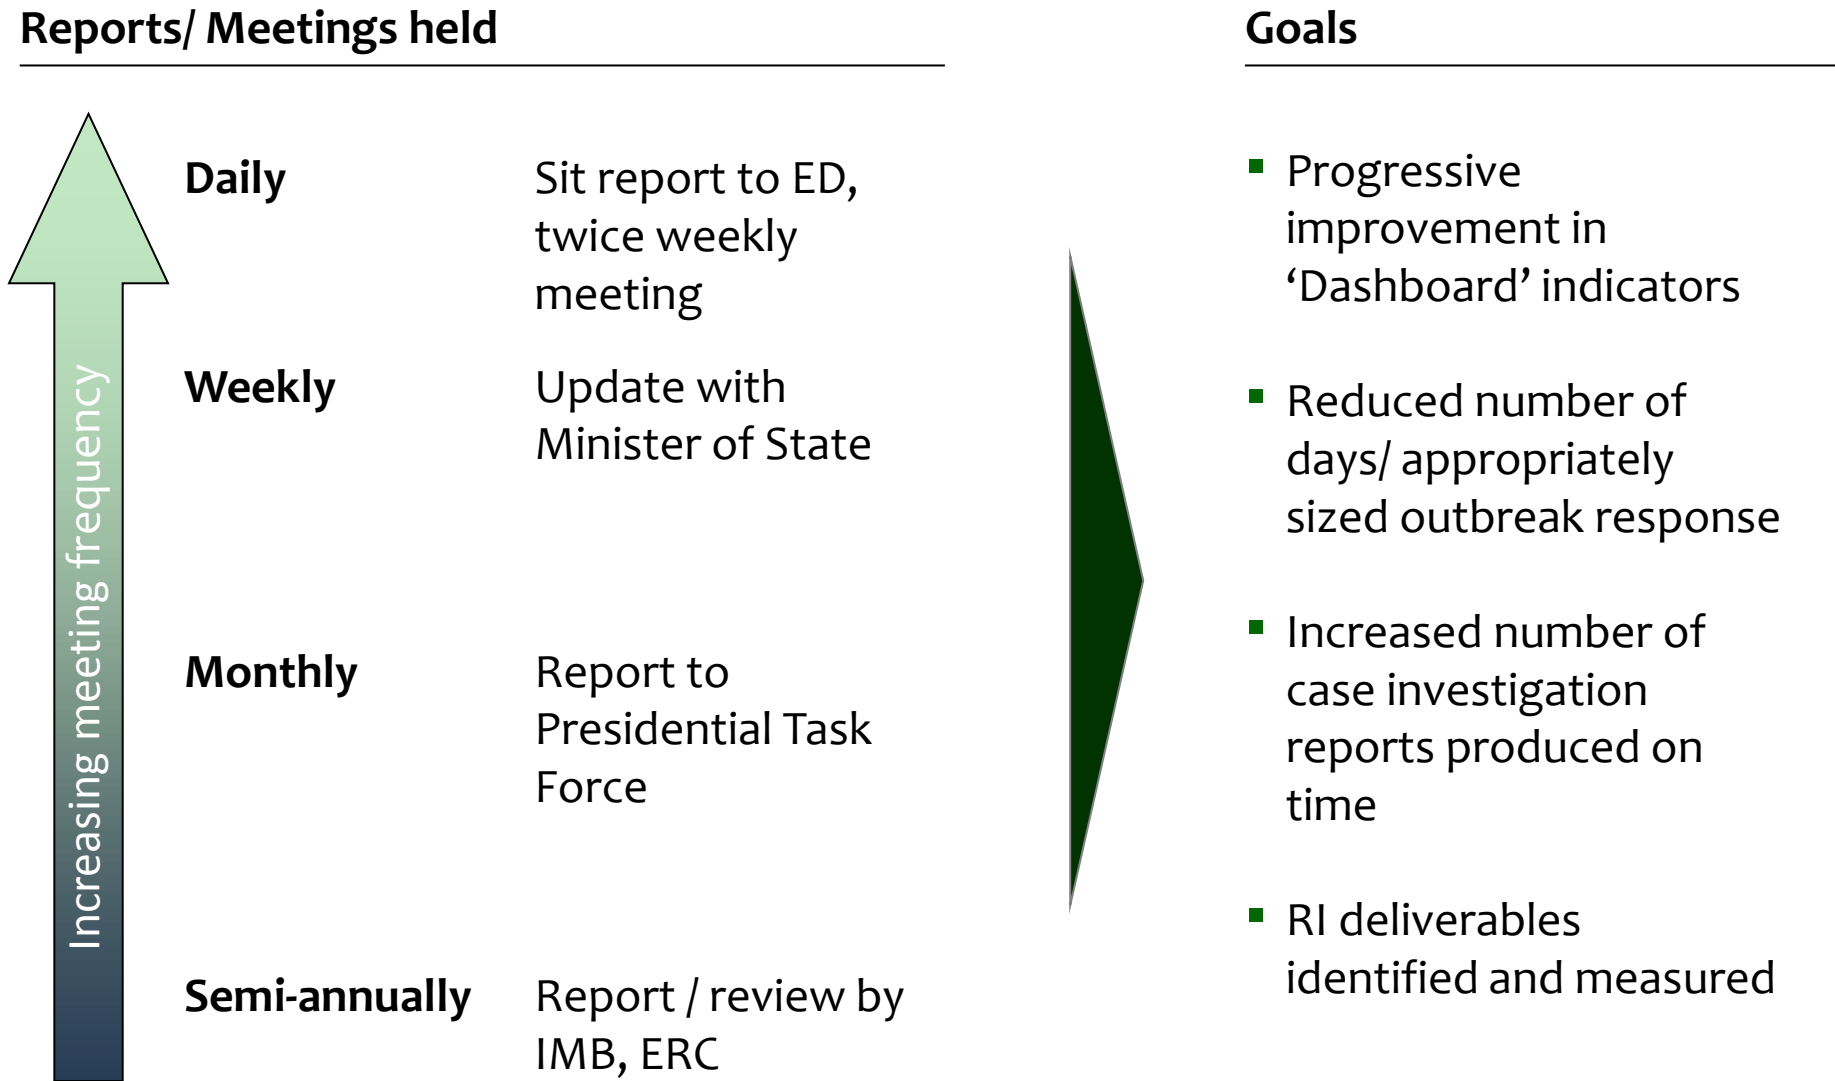 Reports/ Meetings held
Increasing meeting frequency
Daily
Sit report to ED,
twice weekly
meeting
Weekly
Update with
Minister of State
Monthly
Report to
Presidential Task
Force
Semi-annually
Report / review by
IMB, ERC
Goals
▪ Progressive
improvement in
‘Dashboard’ indicators
▪ Reduced number of
days/ appropriately
sized outbreak response
▪ Increased number of
case investigation
reports produced on
time
▪ RI deliverables
identified and measured